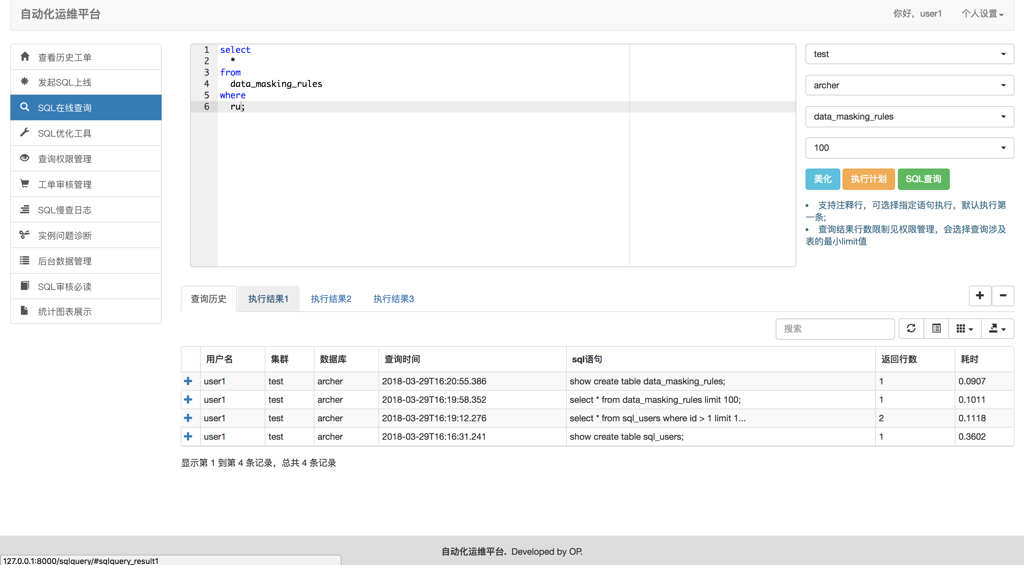 自动化运维平台
你好，user1
个人设置
查看历史工单
发起SQL上线
SQL在线查询
SQL优化工具
查询权限管理
工单审核管理
SQL慢查日志
实例问题诊断
后台数据管理
SQL审核必读
统计图表展示
1 select
2 *
3 from
4 data_masking_rules
5 where
6 ru;
test
archer
data_masking_rules
100
美化 执行计划 SQL查询
• 支持注释行，可选择指定语句执行，默认执行第
一条;
• 查询结果行数限制见权限管理，会选择查询涉及
表的最小limit值
查询历史 执行结果1 执行结果2 执行结果3
搜索
用户名 集群 数据库 查询时间 sql语句 返回行数 耗时
user1 test archer 2018-03-29T16:20:55.386 show create table data_masking_rules; 1 0.0907
user1 test archer 2018-03-29T16:19:58.352 select * from data_masking_rules limit 100; 1 0.1011
user1 test archer 2018-03-29T16:19:12.276 select * from sql_users where id > 1 limit 1... 2 0.1118
user1 test archer 2018-03-29T16:16:31.241 show create table sql_users; 1 0.3602
显示第 1 到第 4 条记录，总共 4 条记录
自动化运维平台. Developed by OP.
127.0.0.1:8000/sqlquery/#sqlquery_result1